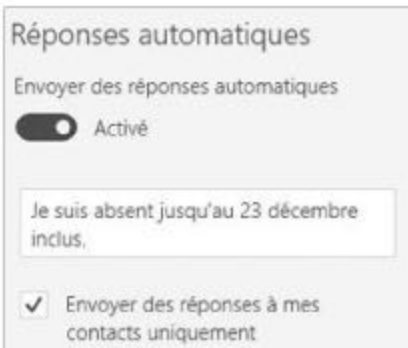 Réponses automatiques
Envoyer des réponses automatiques
Activé
Je suis absent jusqu'au 23 décembre
inclus.
Envoyer des réponses à mes
contacts uniquement